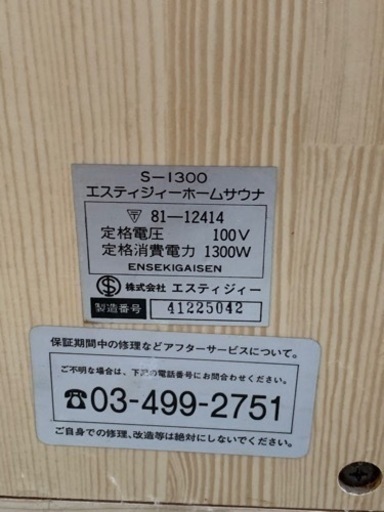 S-1300
エスティジィーホームサウナ
〒 81-12414
定格電圧 100V
定格消費電力 1300W
ENSEKIGAISEN
S 株式会社 エスティジィー
製造番号 41225042
保証期間中の修理などアフターサービスについて。
ご不明な場合は、下記の電話番号にお問合わせください。
☎03-499-2751
ご自身での修理、改造等は絶対にしないでください。